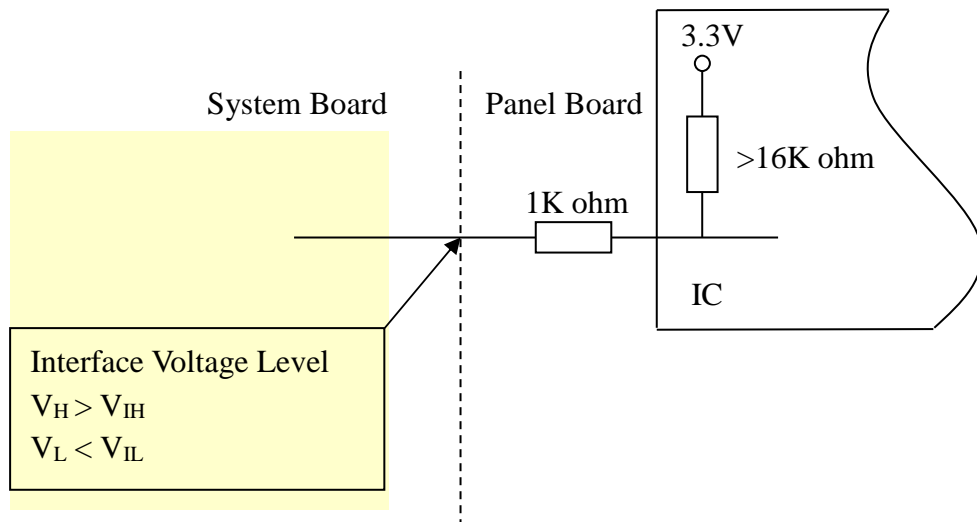 3.3V
System Board
Panel Board
>16K ohm
1K ohm
IC
Interface Voltage Level
VH > VIH
VL < VIL